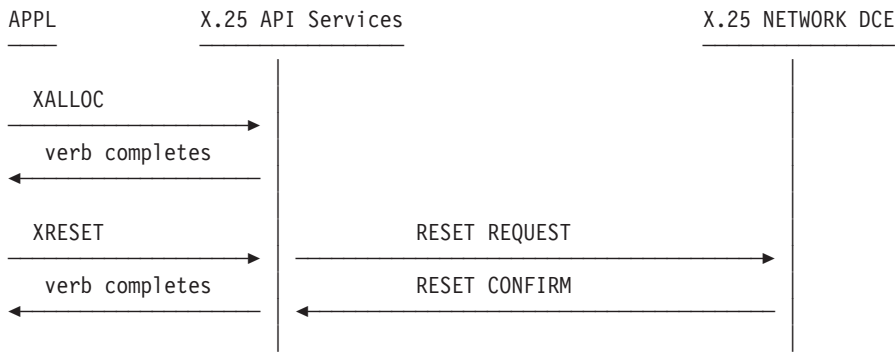 APPL X.25 API Services X.25 NETWORK DCE
XALLOC
verb completes
XRESET RESET REQUEST
verb completes RESET CONFIRM